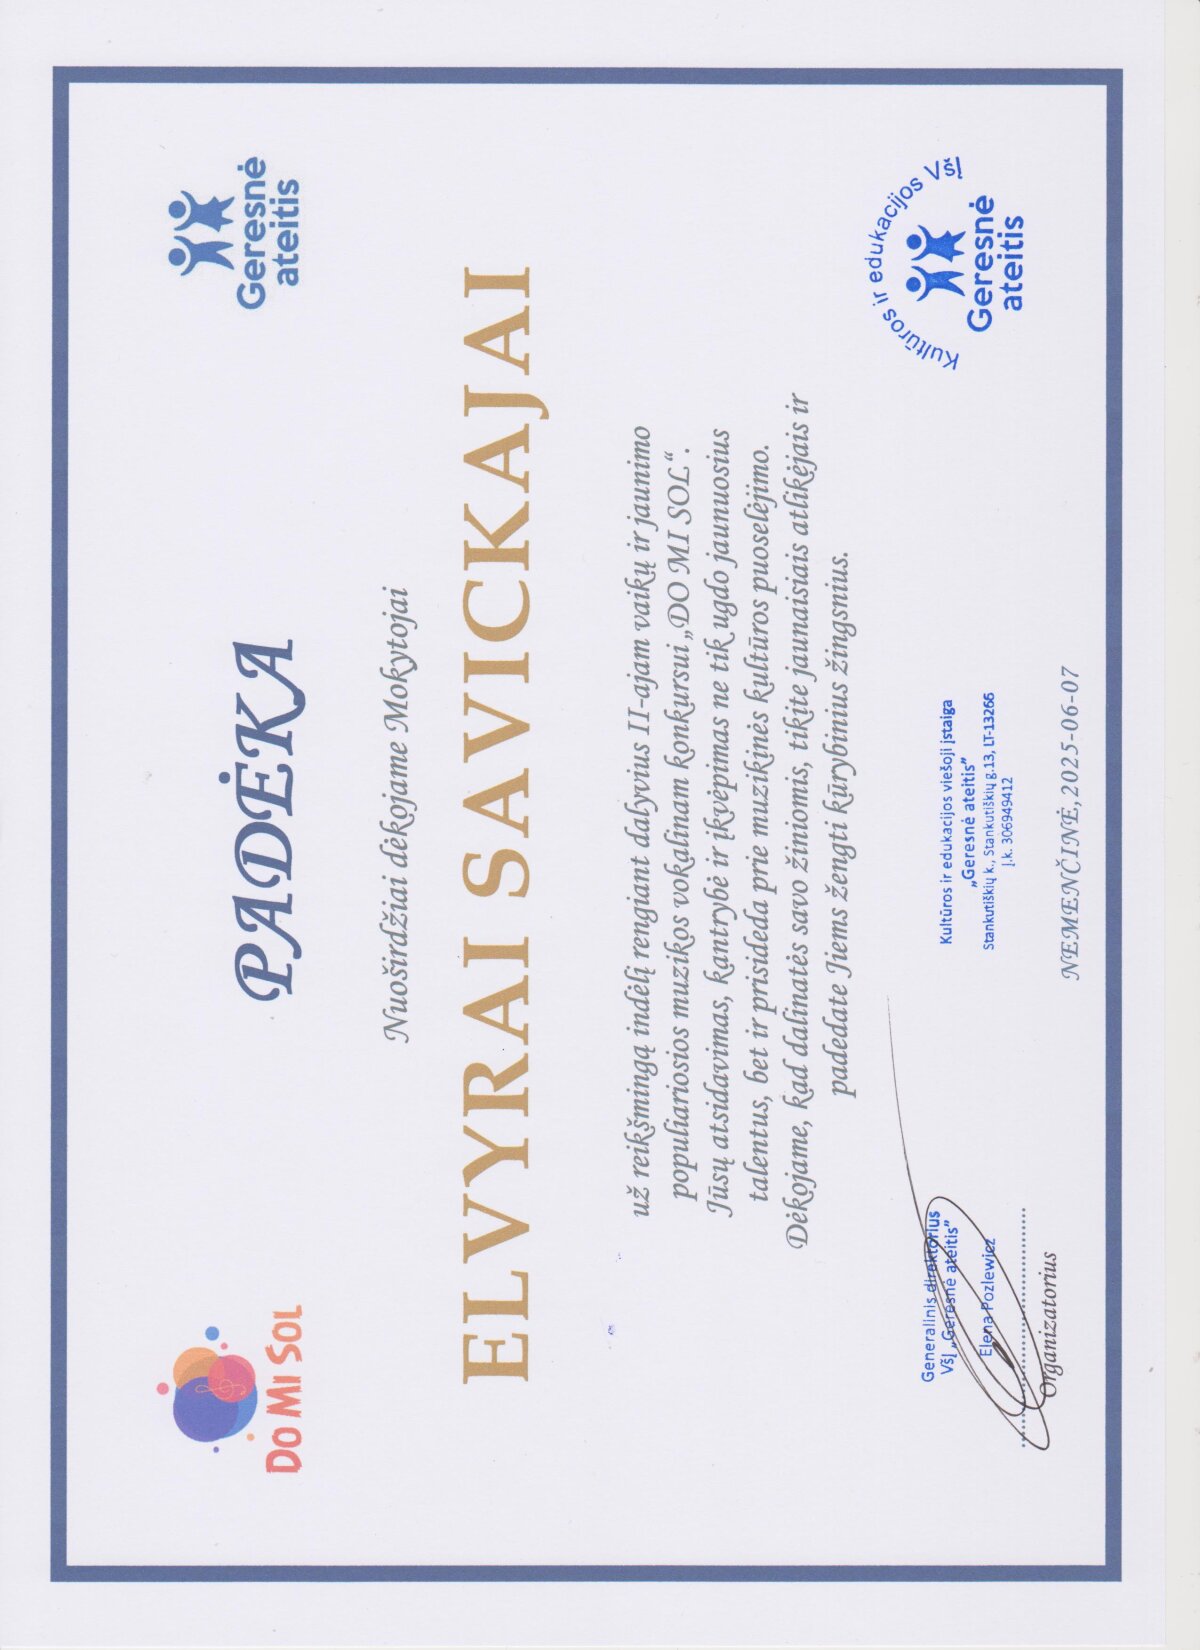 DO MI SOL
Geresnė
ateitis
PADĖKA
Nuoširdžiai dėkojame Mokytojai
ELVYRAI SAVICKAJAI
už reikšmingą indėlį rengiant dalyvius II-ajam vaikų ir jaunimo
populiariosios muzikos vokalinam konkursui „DO MI SOL“.
Jūsų atsidavimas, kantrybė ir įkvėpimas ne tik ugdo jaunuosius
talentus, bet ir prisideda prie muzikinės kultūros puoselėjimo.
Dėkojame, kad dalinatės savo žiniomis, tikite jaunaisiais atlikėjais ir
padedate Jiems žengti kūrybinius žingsnius.
Generalinis direktorius
VšĮ „Geresnė ateitis”
Elena Pozlewicz
Organizatorius
Kultūros ir edukacijos viešoji įstaiga
„Geresnė ateitis”
Stankutiškių k., Stankutiškių g.13, LT-13266
Į.k. 306949412
NEMENČINĖ,2025-06-07
Kultūros ir edukacijos VšĮ
Geresnė
ateitis